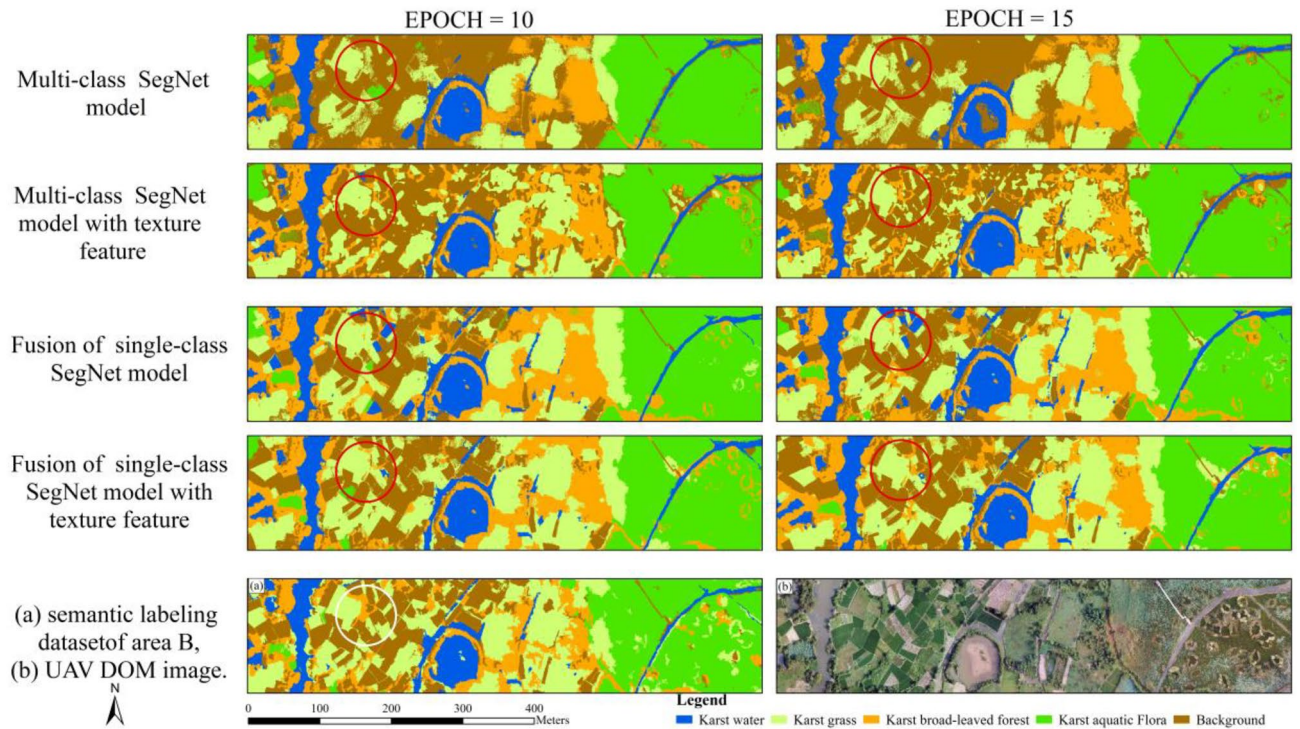 EPOCH = 10
EPOCH = 15
Multi-class SegNet
model
Multi-class SegNet
model with texture
feature
Fusion of single-class
SegNet model
Fusion of single-class
SegNet model with
texture feature
(a) semantic labeling
datasetof area B,
(b) UAV DOM image.
(a)
(b)
N
0 100 200 300 400
Meters
Legend
Karst water Karst grass Karst broad-leaved forest Karst aquatic Flora Background